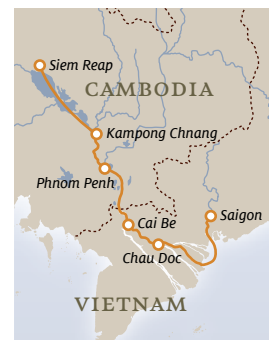 Siem Reap
CAMBODIA
Kampong Chnang
Phnom Penh
Cai Be
Saigon
Chau Doc
VIETNAM